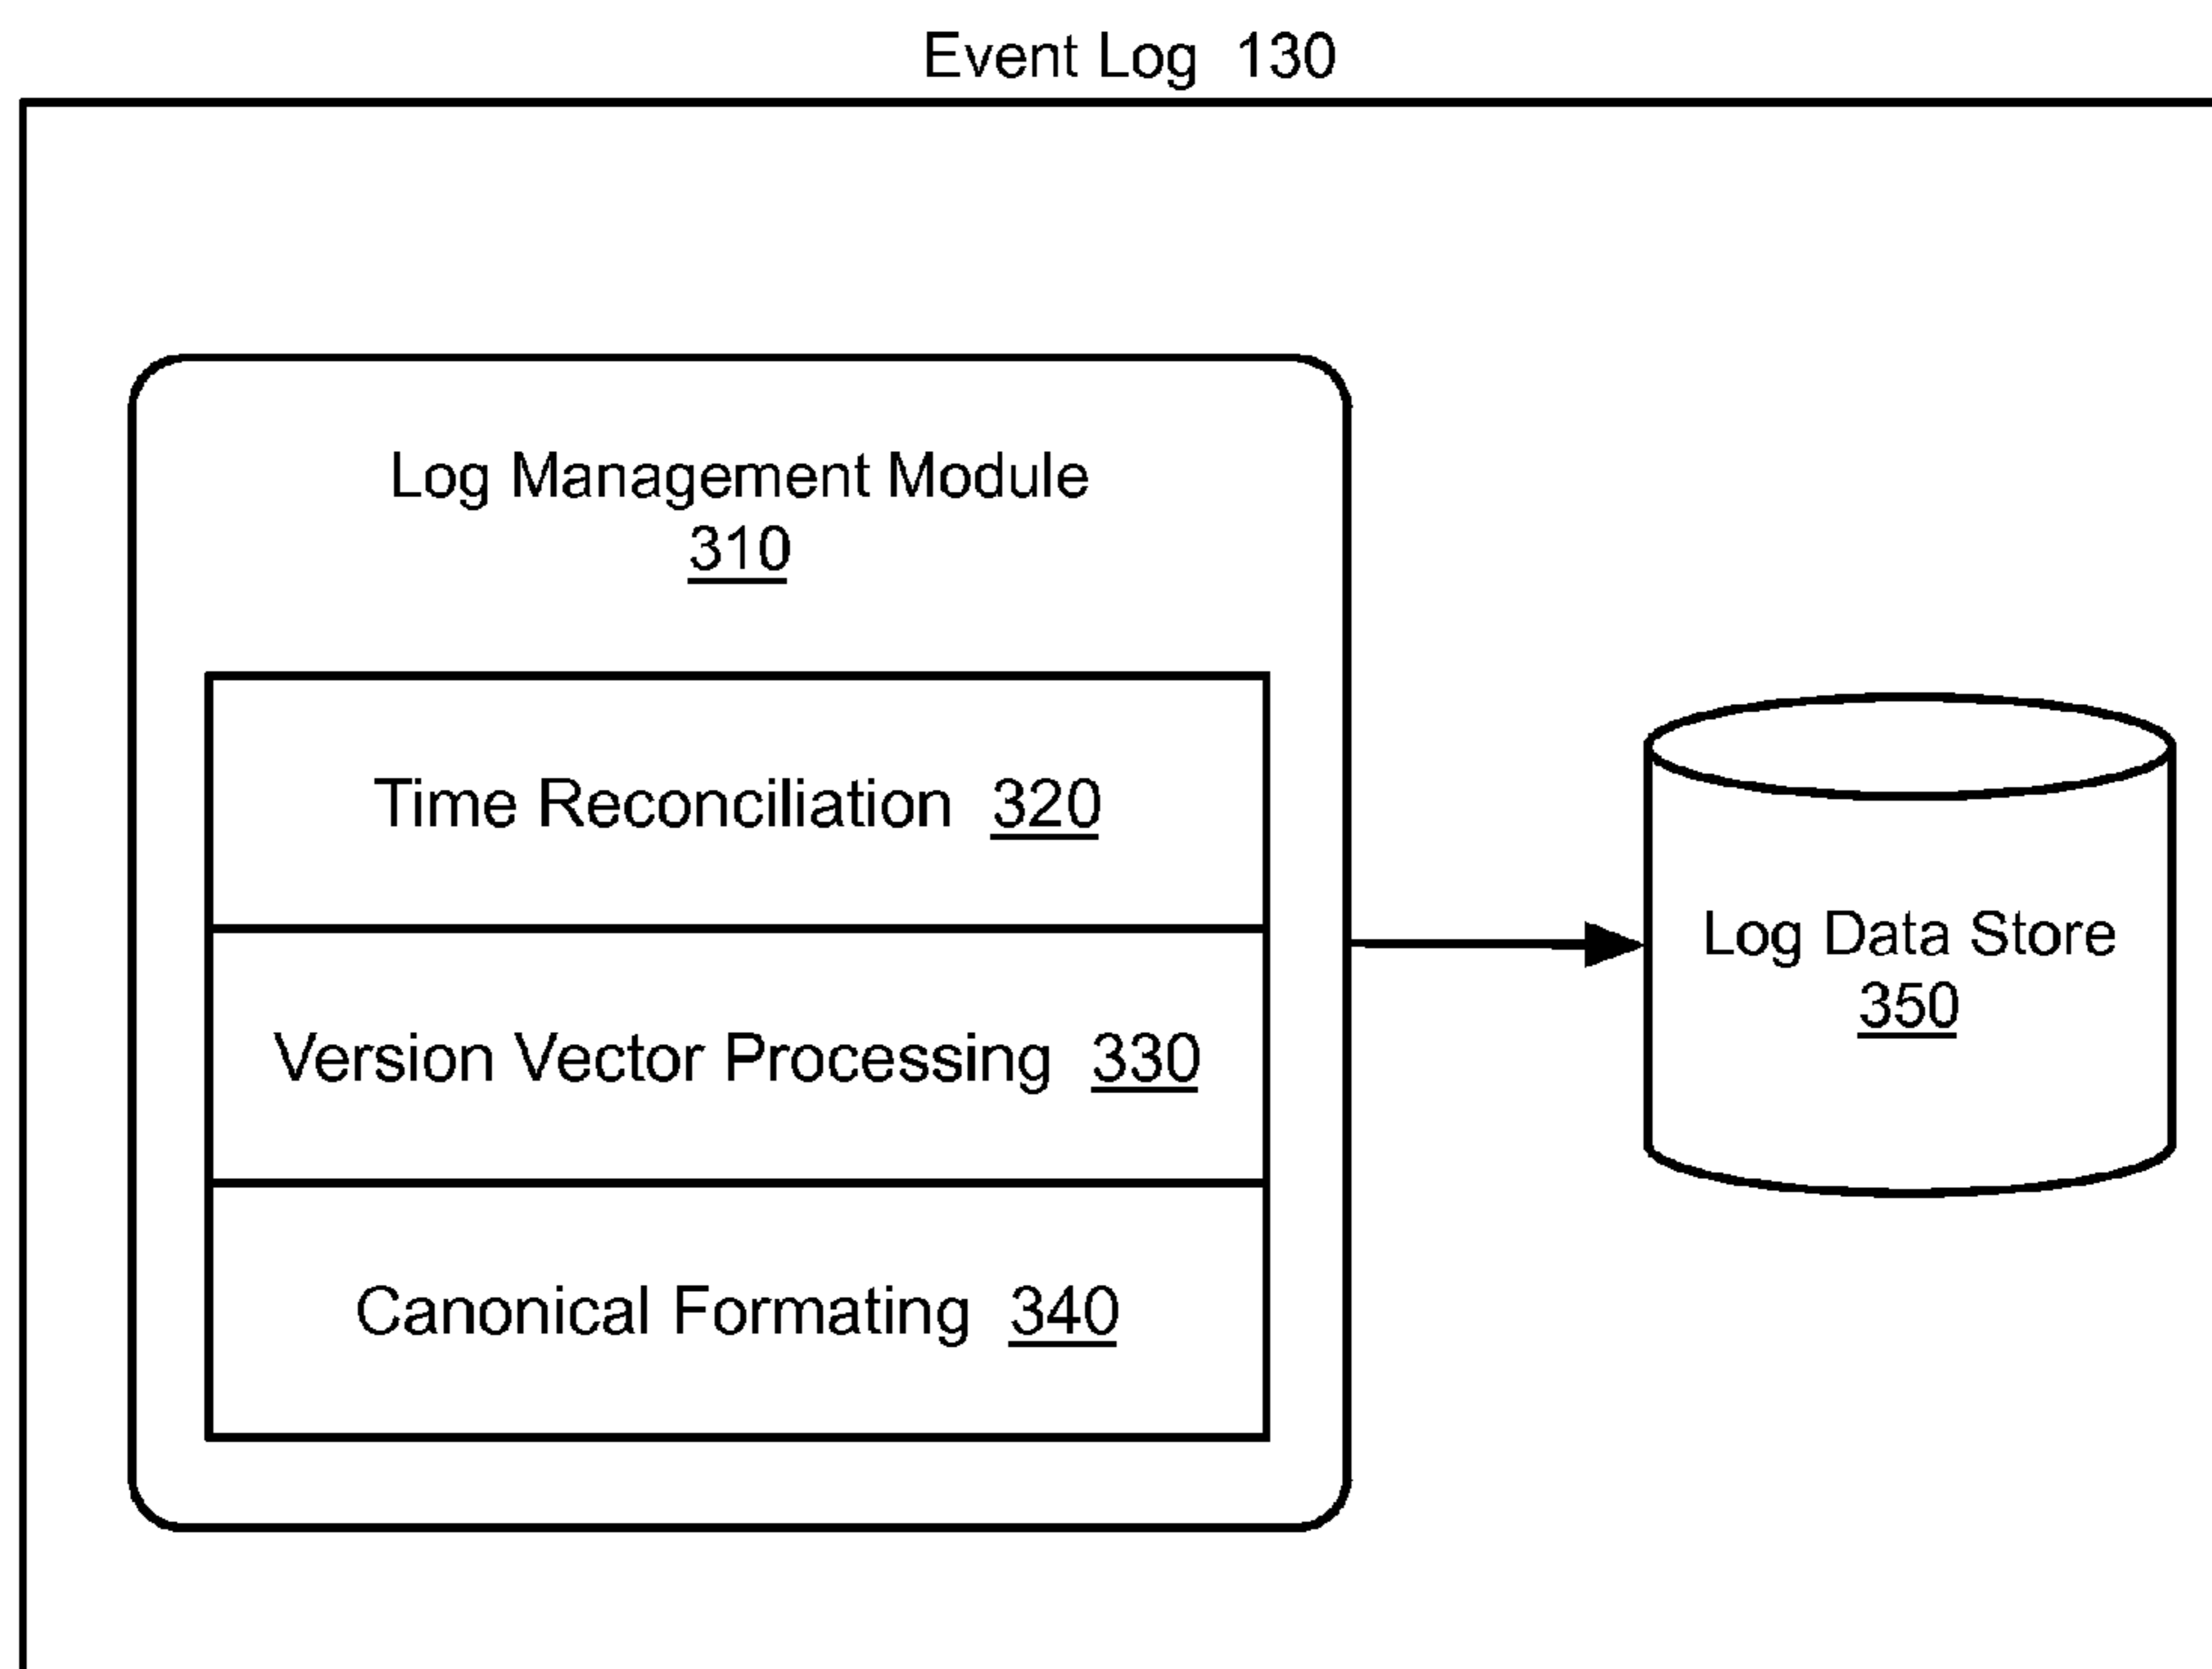 Event Log 130
Log Management Module
310
Time Reconciliation 320
Version Vector Processing 330
Canonical Formating 340
Log Data Store
350